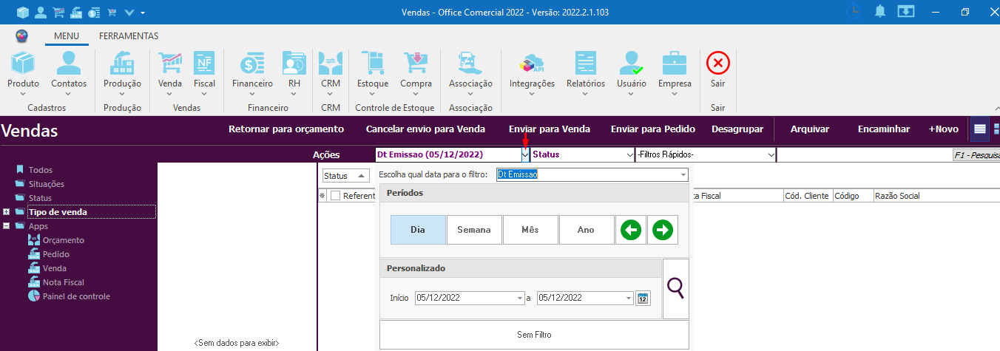 Vendas - Office Comercial 2022 - Versão: 2022.2.1.103
MENU FERRAMENTAS
NF API
Produto Contatos Produção Venda Fiscal Financeiro RH CRM Estoque Compra Associação Integrações Relatórios Usuário Empresa Sair
Cadastros Produção Vendas Financeiro CRM Controle de Estoque Associação Sair
Vendas Retornar para orçamento Cancelar envio para Venda Enviar para Venda Enviar para Pedido Desagrupar Arquivar Encaminhar +Novo
Ações Dt Emissao (05/12/2022) Status -Filtros Rápidos- F1 - Pesquisa
Todos
Situações
Status
Tipo de venda
Apps
Orçamento
Pedido
Venda
Nota Fiscal
Painel de controle
<Sem dados para exibir>
Status Escolha qual data para o filtro: Dt Emissao
Referent Períodos a Fiscal Cód. Cliente Código Razão Social
Dia Semana Mês Ano
Personalizado
Início 05/12/2022 a 05/12/2022 12
Sem Filtro